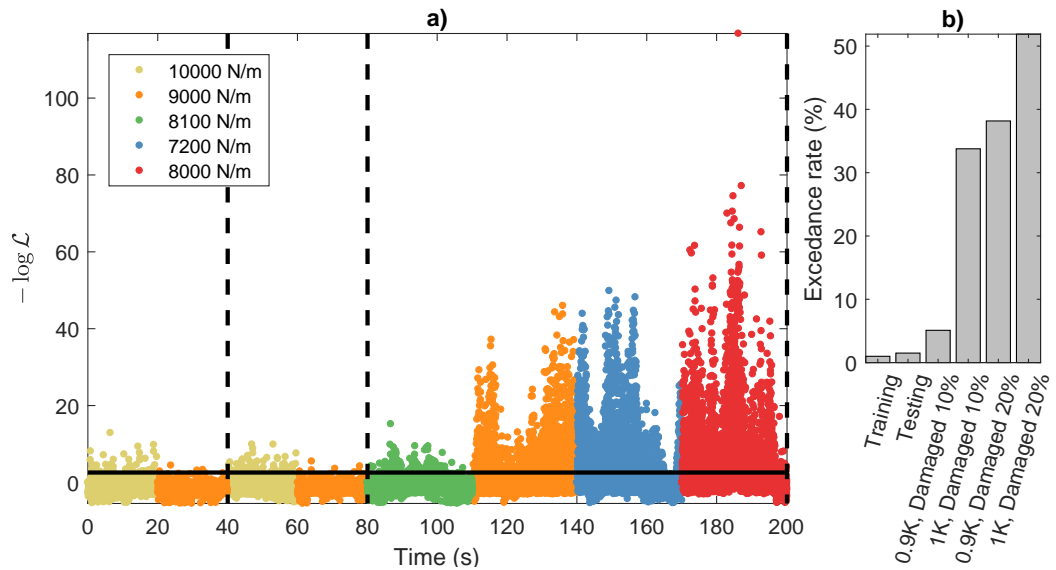 a)
10000 N/m
9000 N/m
8100 N/m
7200 N/m
8000 N/m
− log ℒ
100
80
60
40
20
0
0 20 40 60 80 100 120 140 160 180 200
Time (s)
b)
Excedance rate (%)
50
40
30
20
10
0
Training
Testing
0.9K, Damaged 10%
1K, Damaged 10%
0.9K, Damaged 20%
1K, Damaged 20%